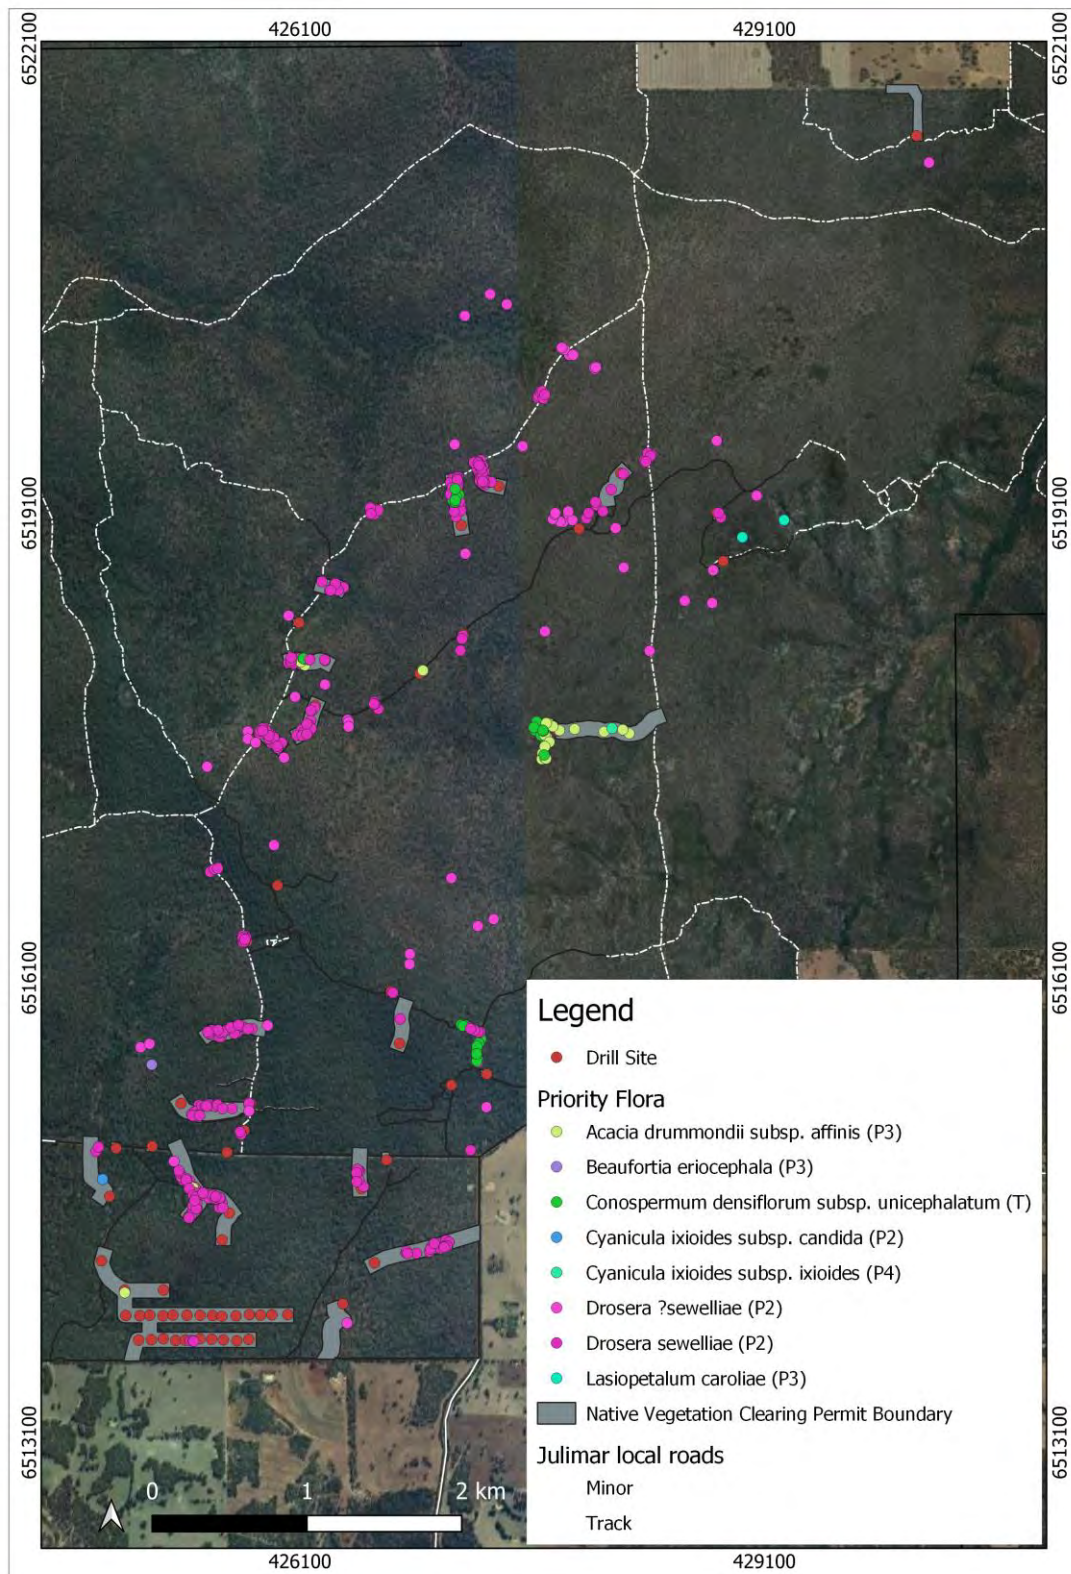 426100 429100
6522100 6522100
6519100 6519100
6516100 6516100
Legend
Drill Site
Priority Flora
Acacia drummondii subsp. affinis (P3)
Beaufortia eriocephala (P3)
Conospermum densiflorum subsp. unicephalatum (T)
Cyanicula ixioides subsp. candida (P2)
Cyanicula ixioides subsp. ixioides (P4)
Drosera ?sewelliae (P2)
Drosera sewelliae (P2)
Lasiopetalum caroliae (P3)
Native Vegetation Clearing Permit Boundary
Julimar local roads
Minor
Track
6513100 6513100
0 1 2 km
426100 429100